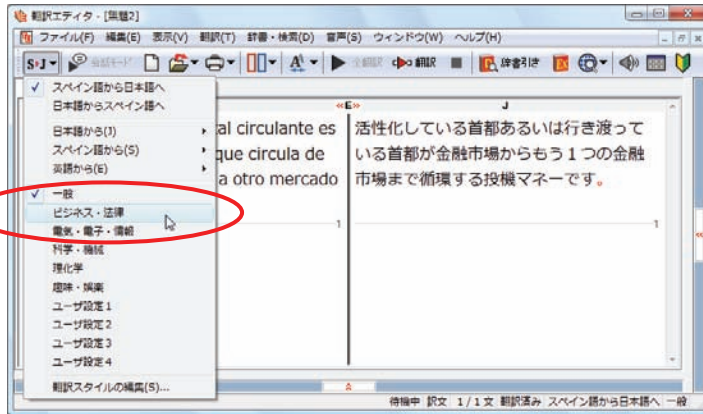 翻訳エディタ - [無題2]
ファイル(F) 編集(E) 表示(V) 翻訳(T) 辞書・検索(D) 音声(S) ウィンドウ(W) ヘルプ(H)
S›J 会話モード A 全翻訳 翻訳 辞書引き
✓ スペイン語から日本語へ
日本語からスペイン語へ
日本語から(J)
スペイン語から(S)
英語から(E)
✓ 一般
ビジネス・法律
電気・電子・情報
科学・機械
理化学
趣味・娯楽
ユーザ設定1
ユーザ設定2
ユーザ設定3
ユーザ設定4
翻訳スタイルの編集(S)...
«E»
al circulante es
que circula de
a otro mercado
1
J
活性化している首都あるいは行き渡って
いる首都が金融市場からもう1つの金融
市場まで循環する投機マネーです。
1
待機中 訳文 1/1文 翻訳済み スペイン語から日本語へ 一般